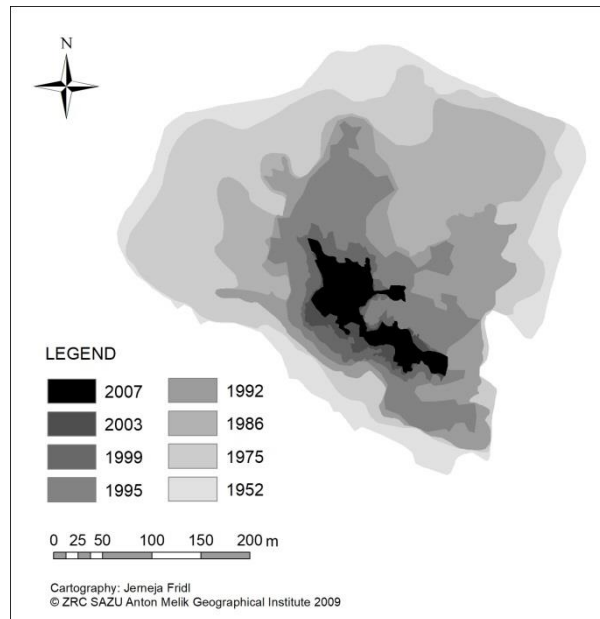 N
LEGEND
2007 1992
2003 1986
1999 1975
1995 1952
0 25 50 100 150 200 m
Cartography: Jerneja Fridl
© ZRC SAZU Anton Melik Geographical Institute 2009